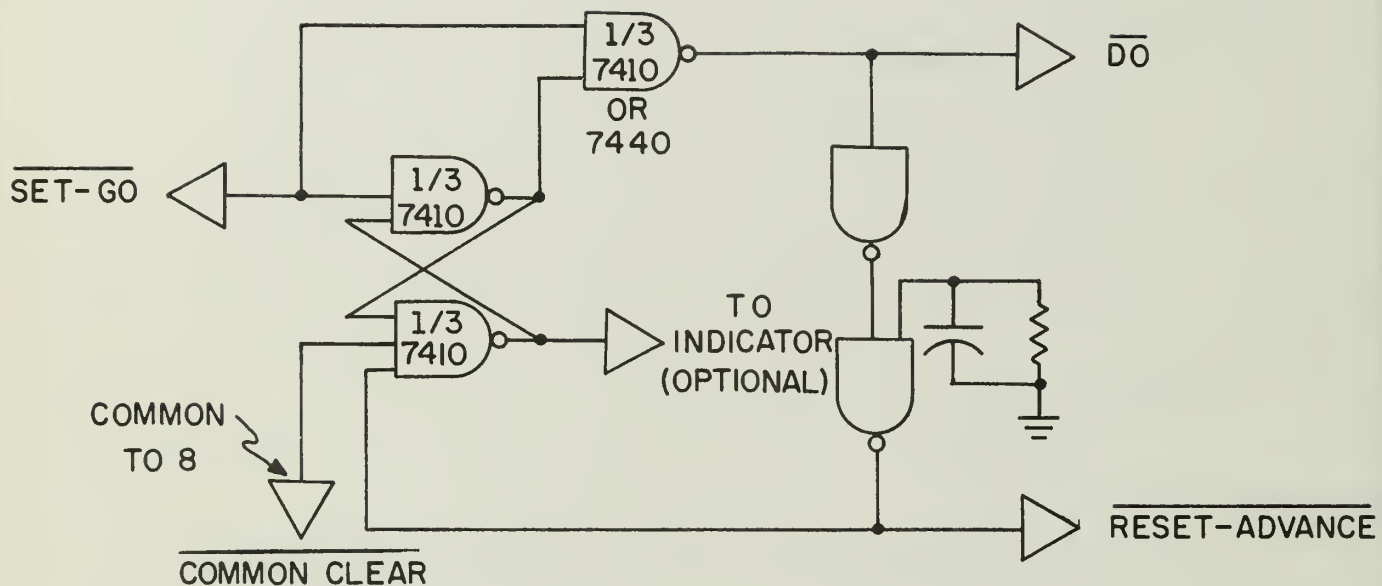 1/3
7410
OR
7440
DO
SET-GO
1/3
7410
1/3
7410
TO
INDICATOR
(OPTIONAL)
COMMON
TO 8
COMMON CLEAR
RESET-ADVANCE